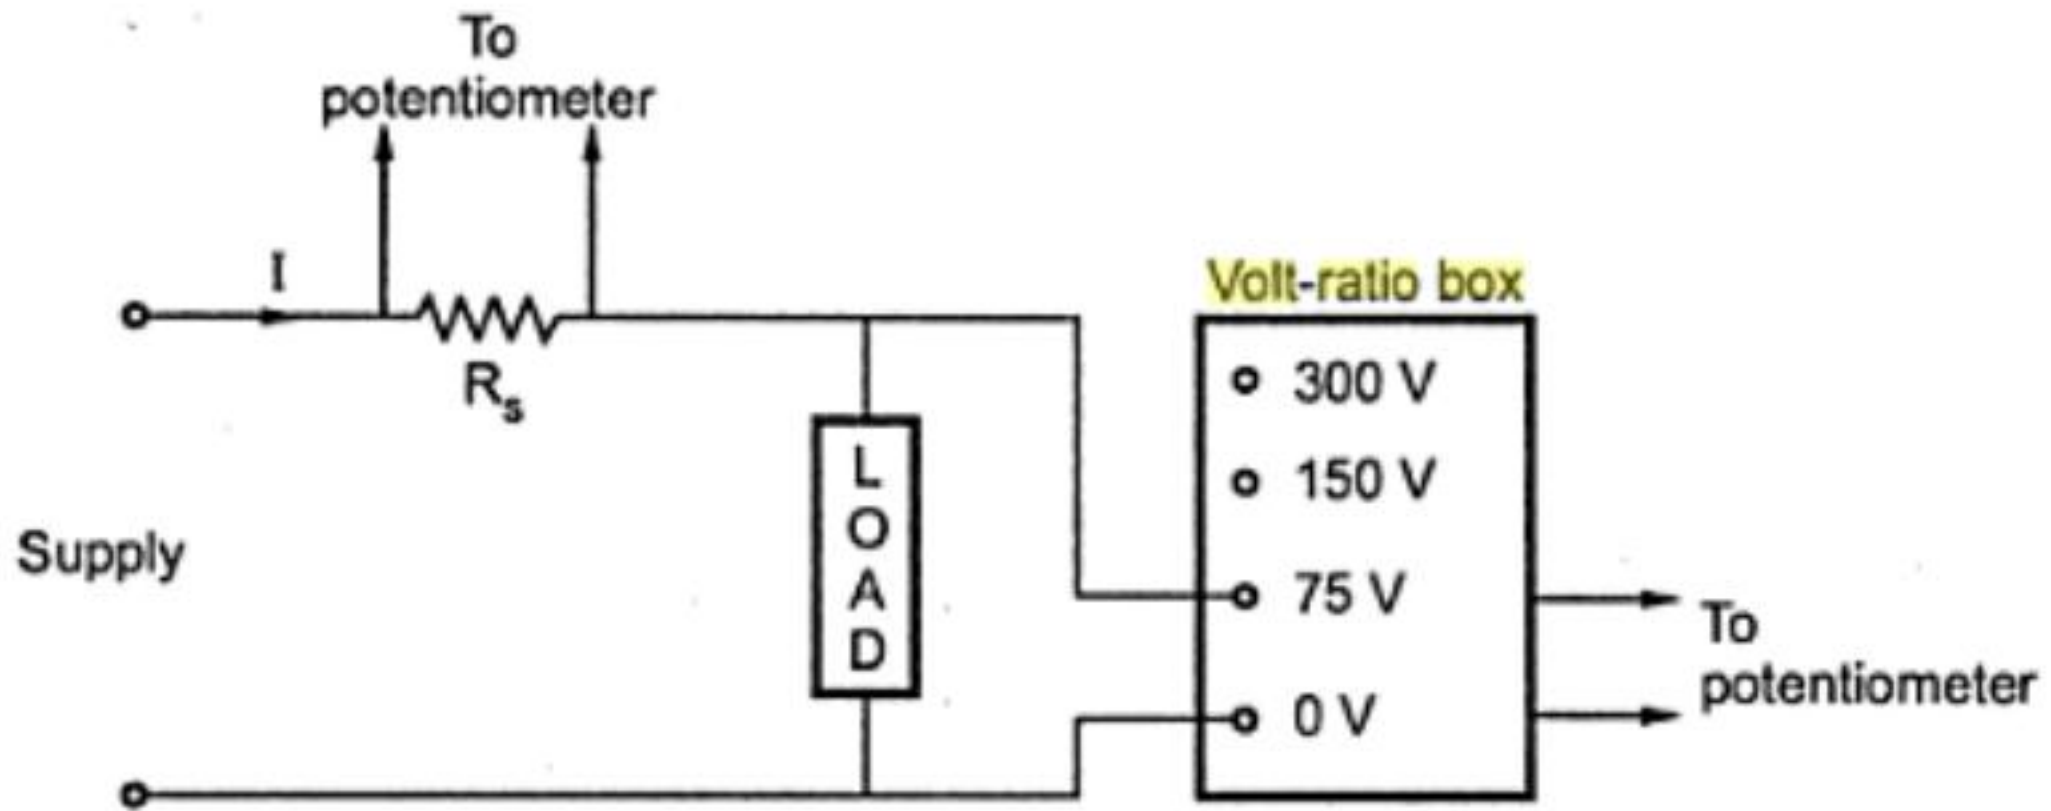 To
potentiometer
I
R_s
Supply
L
O
A
D
Volt-ratio box
300 V
150 V
75 V
0 V
To
potentiometer